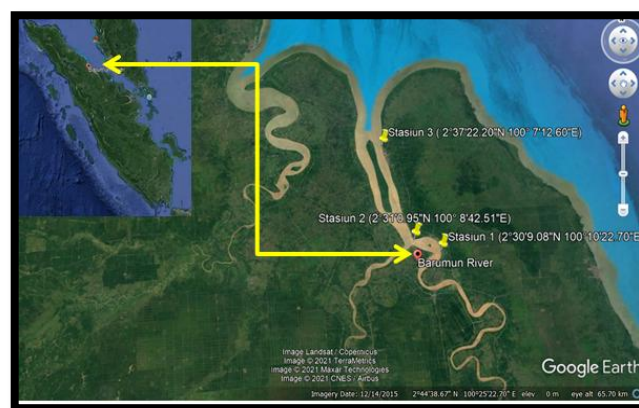 Stasiun 3 ( 2°37'22.20"N 100° 7'12.60"E)
Stasiun 2 (2°31'8.95"N 100° 8'42.51"E)
Stasiun 1 (2°30'9.08"N 100°10'22.70"E)
Barumun River
Image Landsat / Copernicus
Image © 2021 TerraMetrics
Image © 2021 Maxar Technologies
Image © 2021 CNES / Airbus
Google Earth
Imagery Date: 12/14/2015 2°44'38.67" N 100°25'22.70" E elev 0 m eye alt 65.70 km